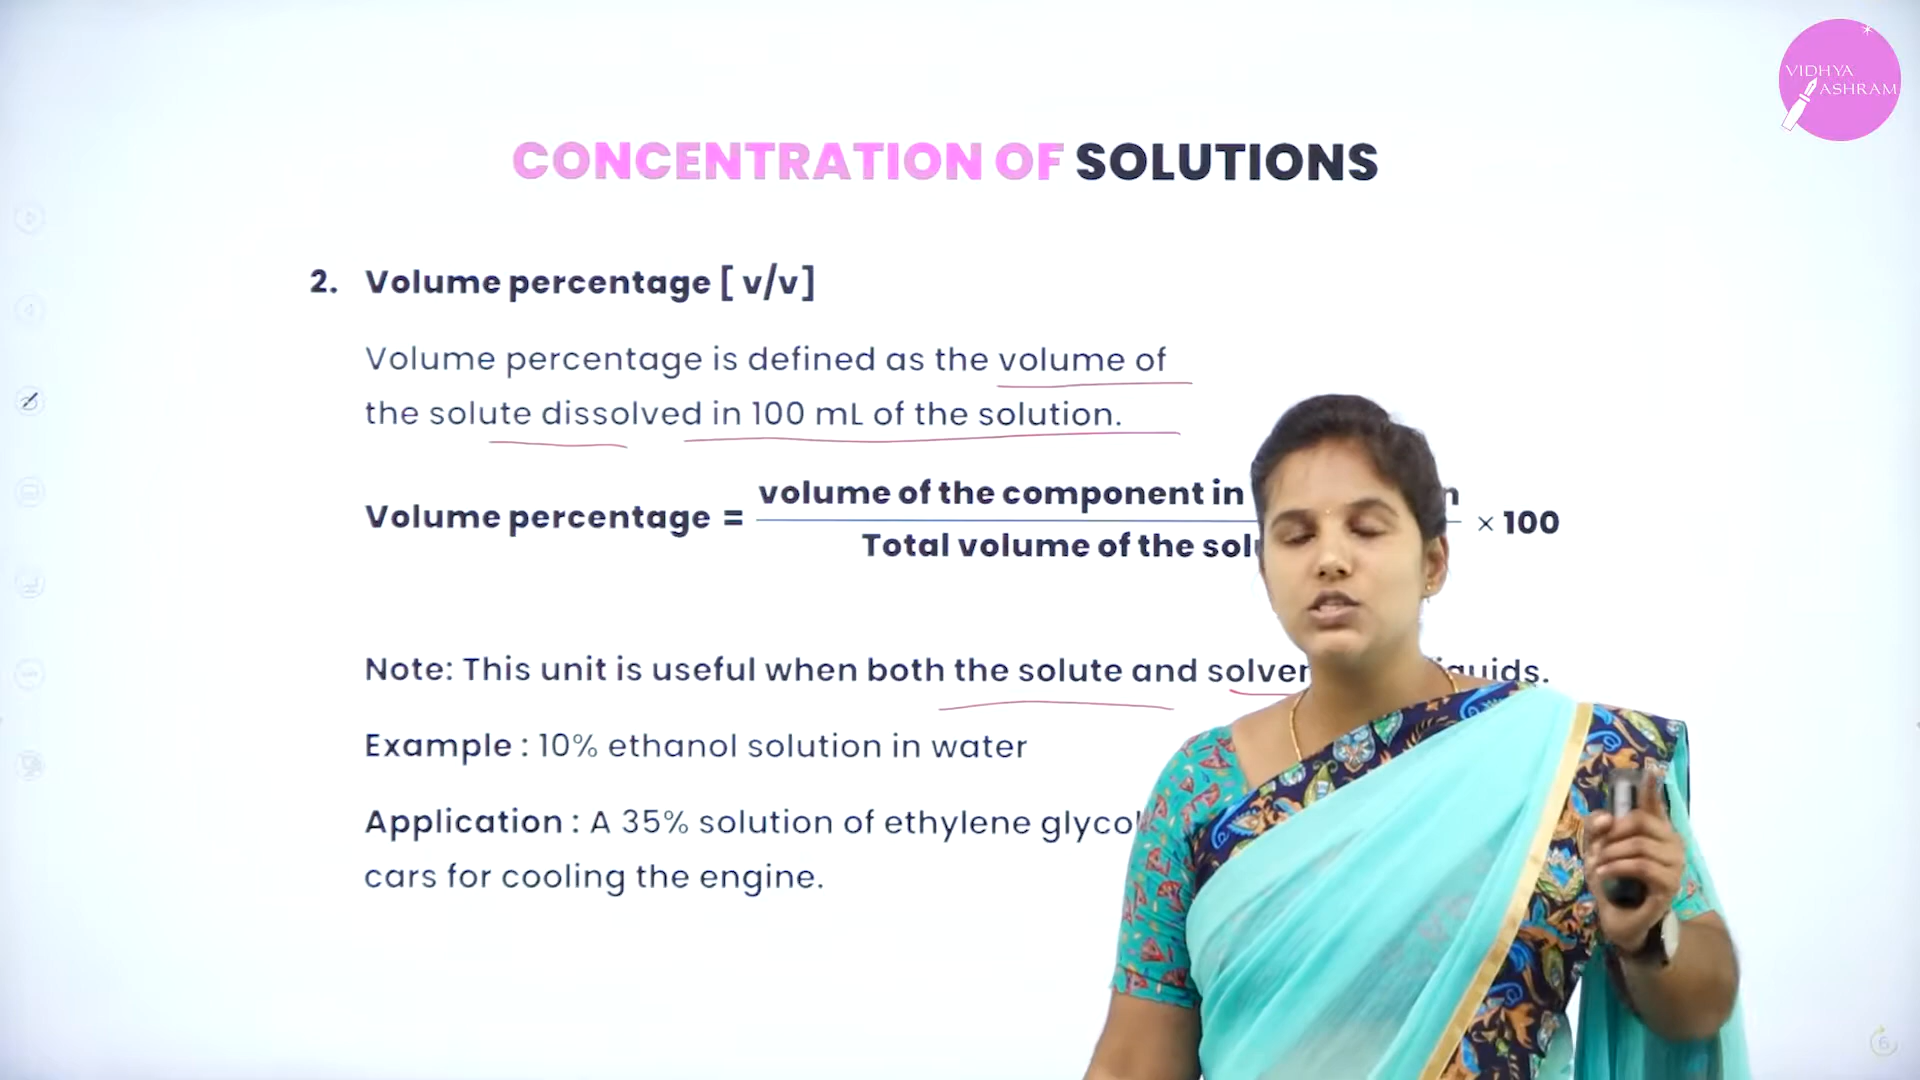 VIDHYA
ASHRAM
CONCENTRATION OF SOLUTIONS
2. Volume percentage [ v/v]
Volume percentage is defined as the volume of
the solute dissolved in 100 mL of the solution.
volume of the component in
Volume percentage = × 100
Total volume of the
Note: This unit is useful when both the solute and
Example : 10% ethanol solution in water
Application : A 35% solution of ethylene glycol
cars for cooling the engine.
6